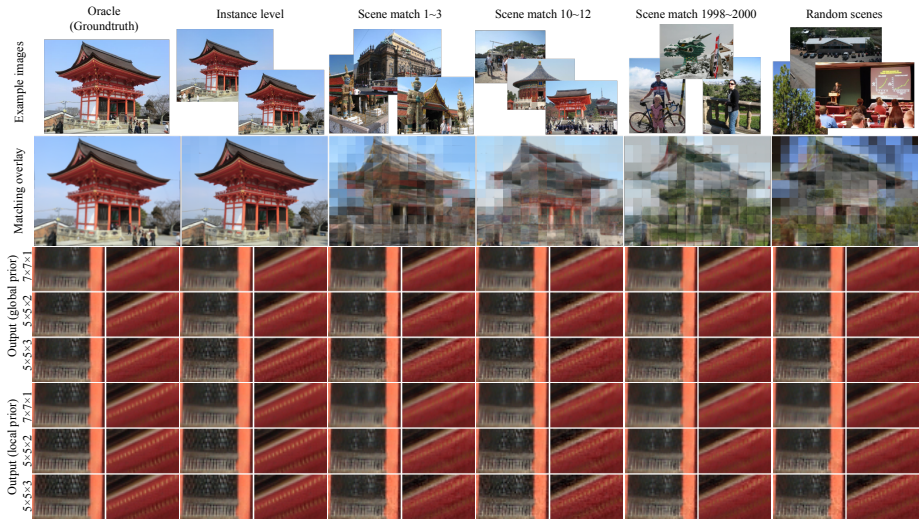 Oracle
(Groundtruth)
Instance level
Scene match 1~3
Scene match 10~12
Scene match 1998~2000
Random scenes
Example images
Matching overlay
Output (global prior)
7×7×1
5×5×2
5×5×3
Output (local prior)
7×7×1
5×5×2
5×5×3